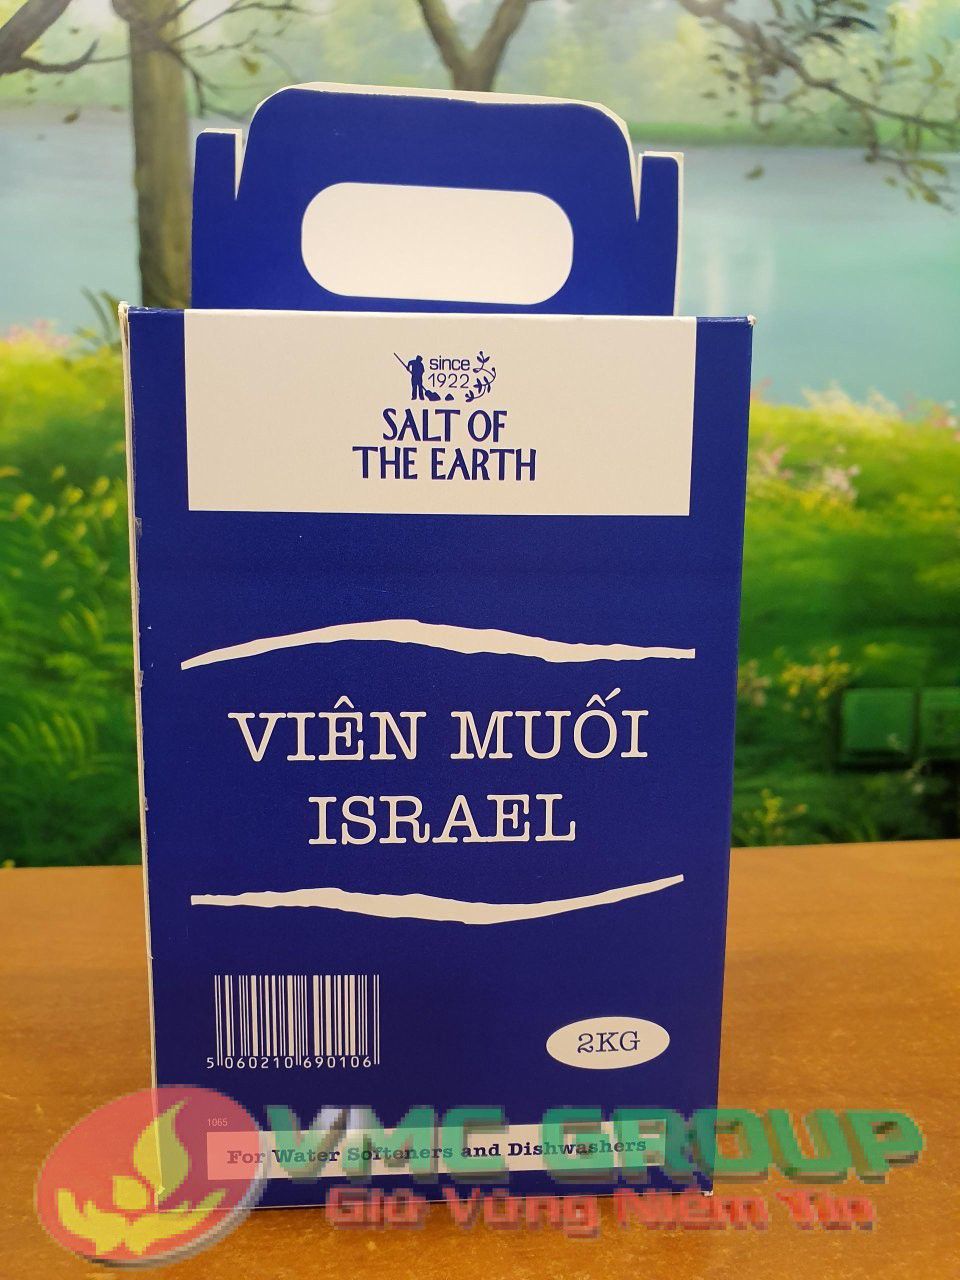 since
1922
SALT OF
THE EARTH
VIÊN MUỐI
ISRAEL
5 060210 690106
2KG
1065
For Water Softeners and Dishwashers
VMC GROUP
Giữ Vững Niềm Tin